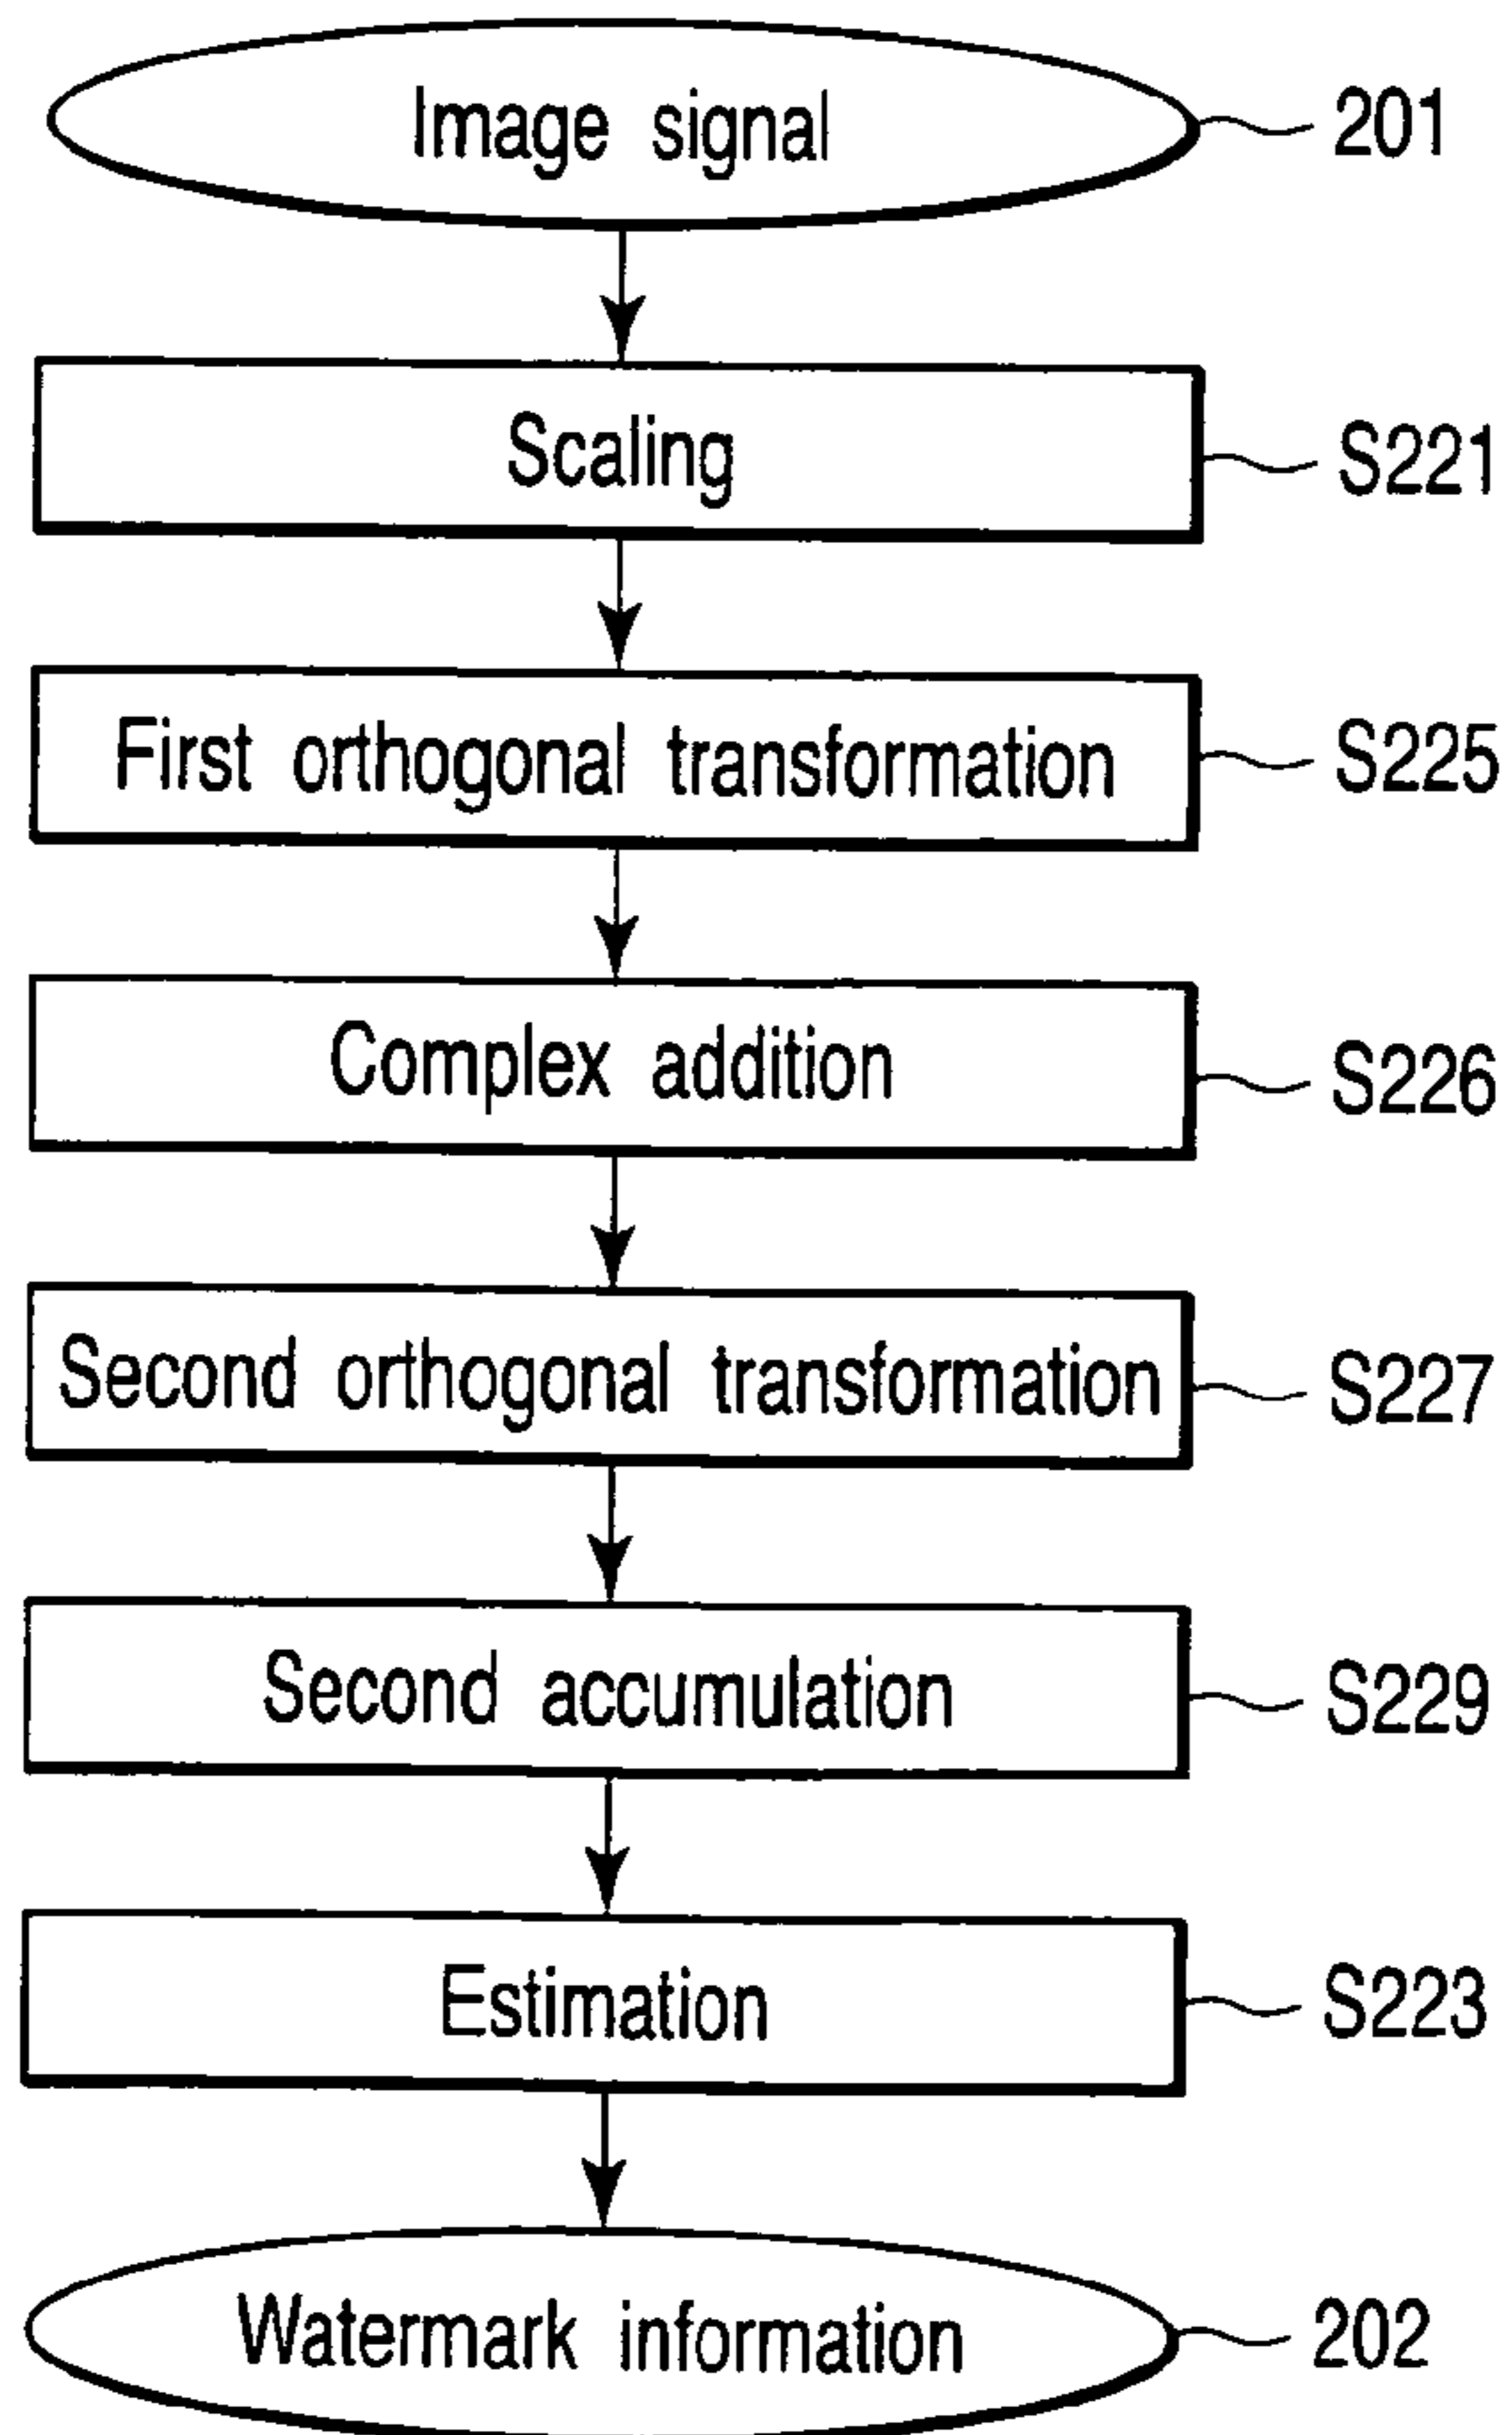 Image signal 201
Scaling S221
First orthogonal transformation S225
Complex addition S226
Second orthogonal transformation S227
Second accumulation S229
Estimation S223
Watermark information 202